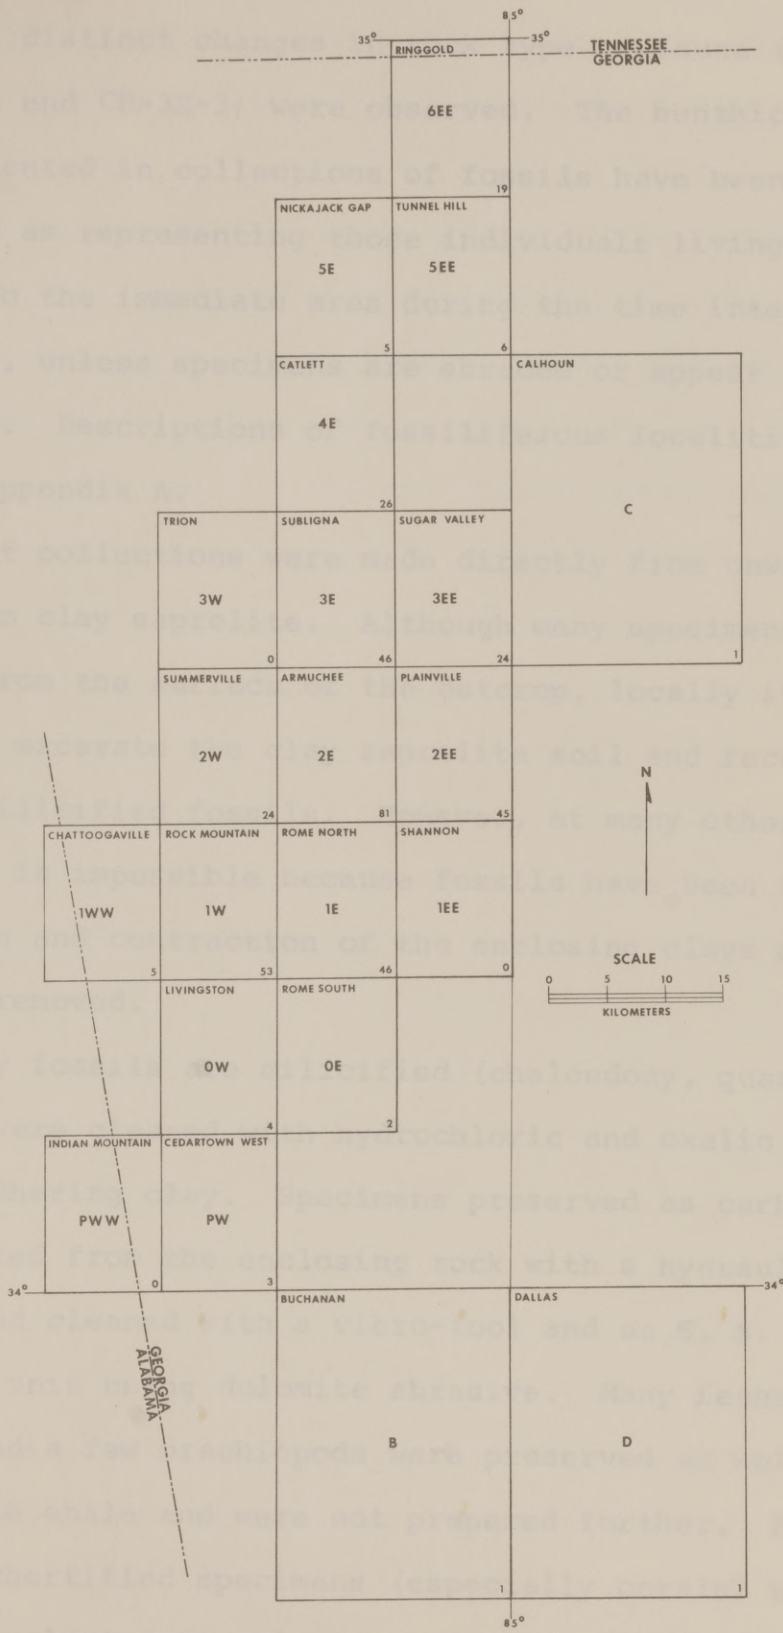 85°
35° 35°
RINGGOLD TENNESSEE
GEORGIA
6EE
19
NICKAJACK GAP TUNNEL HILL
5E 5EE
5 6
CATLETT CALHOUN
4E
26 C
TRION SUBLIGNA SUGAR VALLEY
3W 3E 3EE
0 46 24 1
SUMMERVILLE ARMUCHEE PLAINVILLE
2W 2E 2EE
N
24 81 45
CHATTOOGAVILLE ROCK MOUNTAIN ROME NORTH SHANNON
1WW 1W 1E 1EE
SCALE
5 53 46 0
0 5 10 15
KILOMETERS
LIVINGSTON ROME SOUTH
0W 0E
4 2
INDIAN MOUNTAIN CEDARTOWN WEST
PWW PW
0 3
34° 34°
BUCHANAN DALLAS
GEORGIA
ALABAMA
B D
1 1
85°